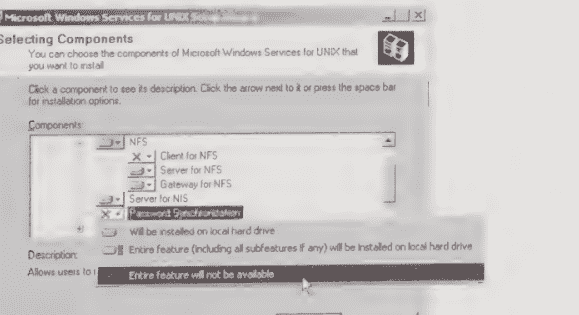 Microsoft Windows Services for UNIX Setup
Selecting Components
You can choose the components of Microsoft Windows Services for UNIX that
you want to install.
Click a component to see its description. Click the arrow next to it or press the space bar
for installation options.
Components:
NFS
Client for NFS
Server for NFS
Gateway for NFS
Server for NIS
Password Synchronization
Will be installed on local hard drive
Entire feature (including all subfeatures if any) will be installed on local hard drive
Description:
Allows users to
Entire feature will not be available